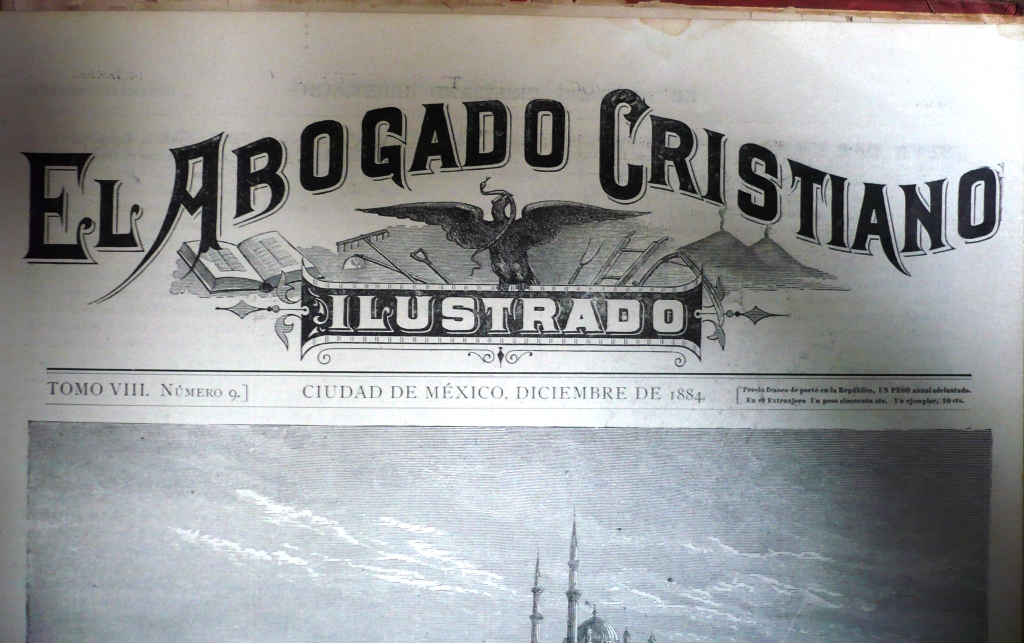 EL ABOGADO CRISTIANO
ILUSTRADO
TOMO VIII. NÚMERO 9.]
CIUDAD DE MÉXICO, DICIEMBRE DE 1884.
[Precio franco de porte en la República, UN PESO anual adelantado.
En el Extranjero Un peso cincuenta cts. Un ejemplar, 10 cts.